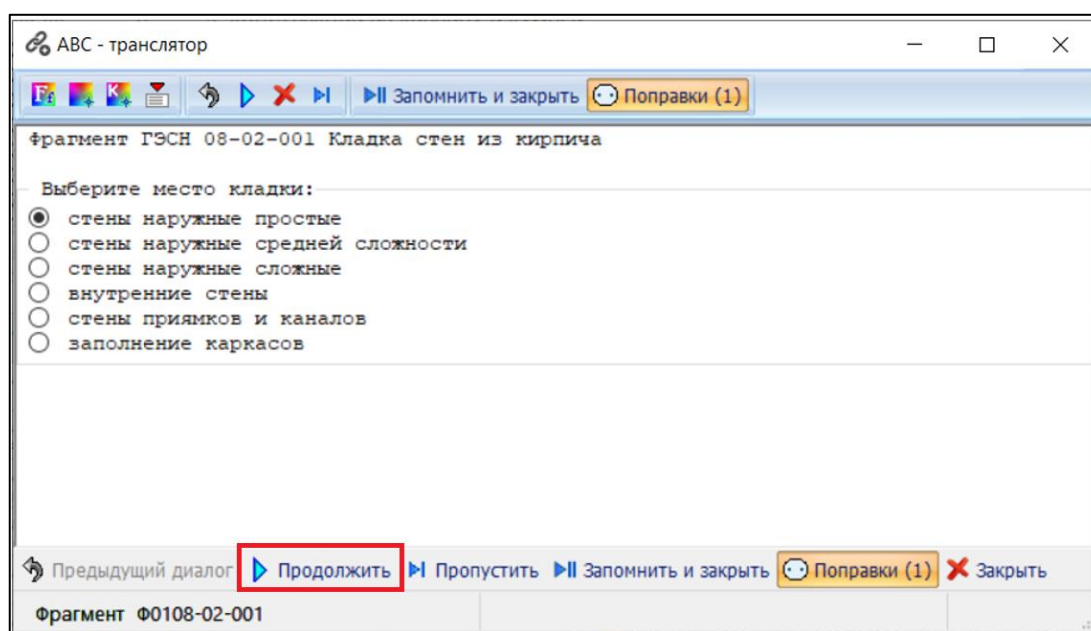 АВС - транслятор
Запомнить и закрыть Поправки (1)
Фрагмент ГЭСН 08-02-001 Кладка стен из кирпича
Выберите место кладки:
стены наружные простые
стены наружные средней сложности
стены наружные сложные
внутренние стены
стены приямков и каналов
заполнение каркасов
Предыдущий диалог Продолжить Пропустить Запомнить и закрыть Поправки (1) Закрыть
Фрагмент Ф0108-02-001